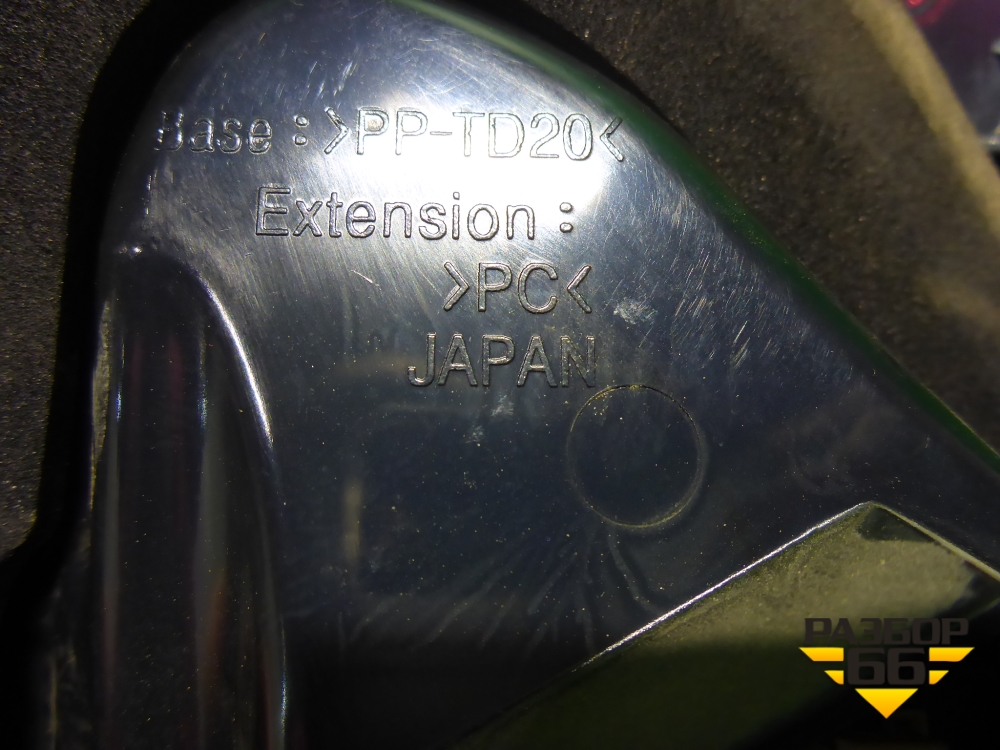 Base : >PP-TD20<
Extension :
>PC<
JAPAN
РАЗБОР
66